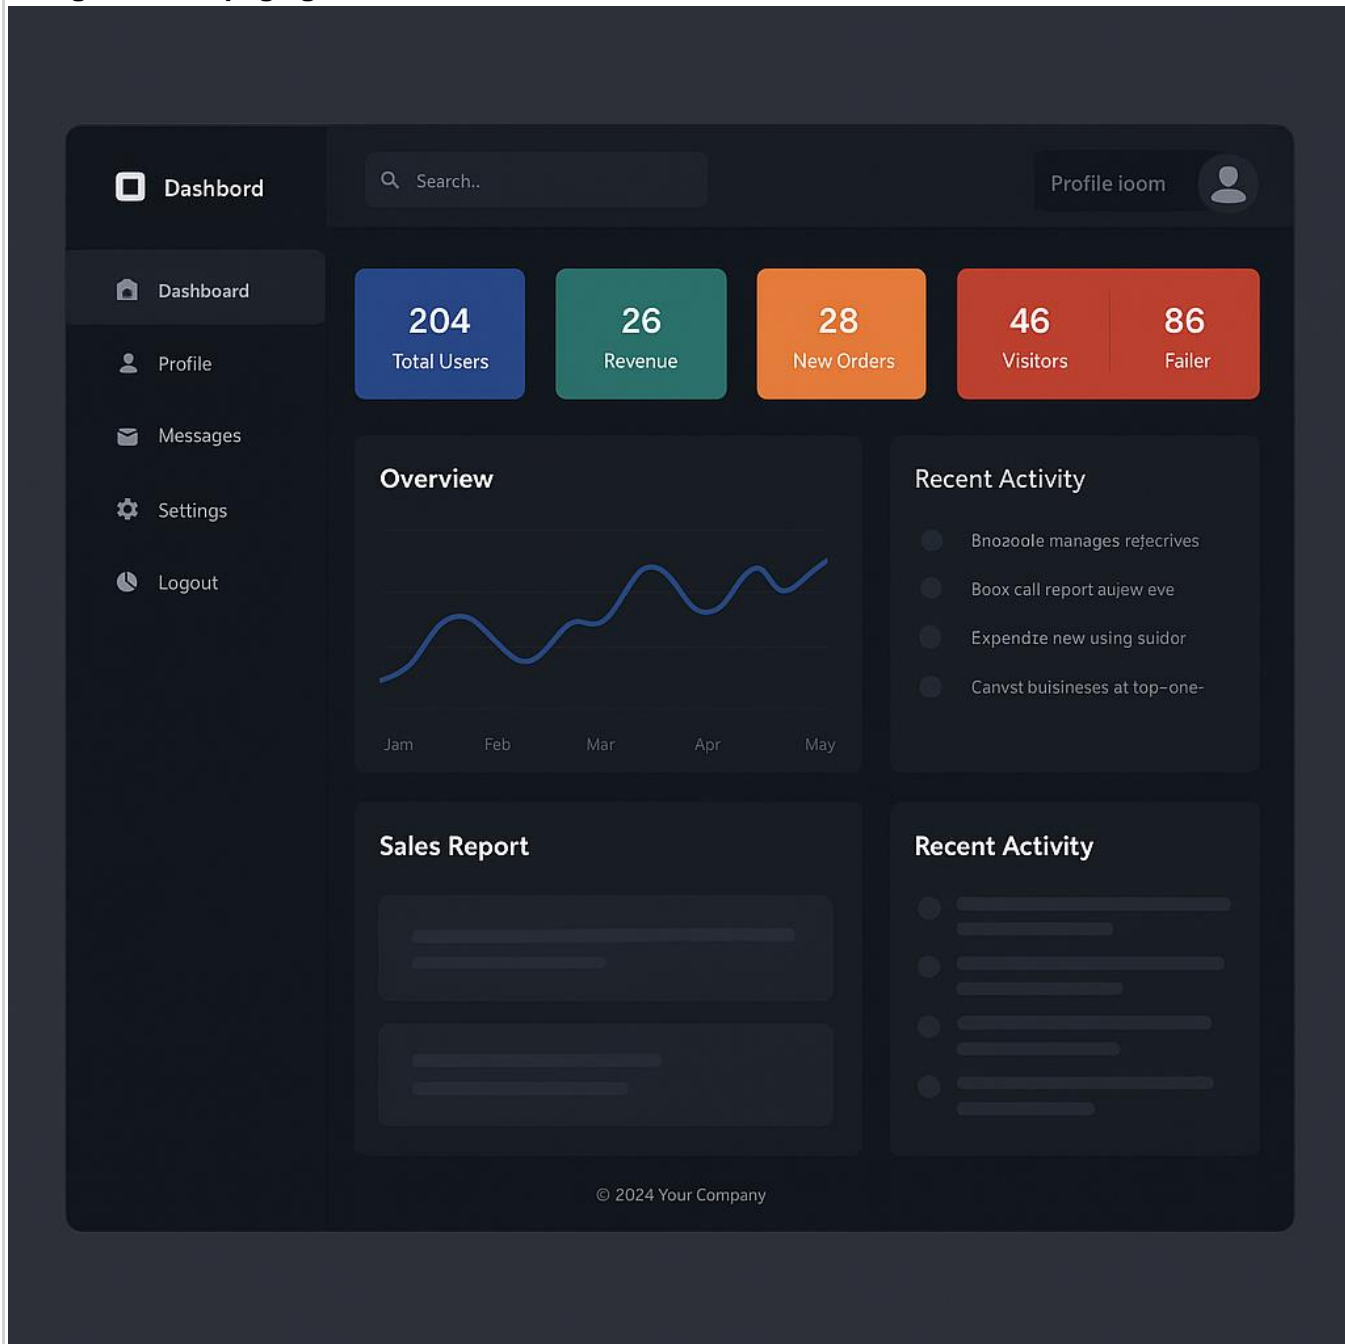 Dashbord
Search..
Profile ioom
Dashboard
Profile
Messages
Settings
Logout
204
Total Users
26
Revenue
28
New Orders
46
Visitors
86
Failer
Overview
Jam Feb Mar Apr May
Recent Activity
Bnozoole manages rejecrives
Boox call report aujew eve
Expendze new using suidor
Canvst buisineses at top-one-
Sales Report
Recent Activity
© 2024 Your Company